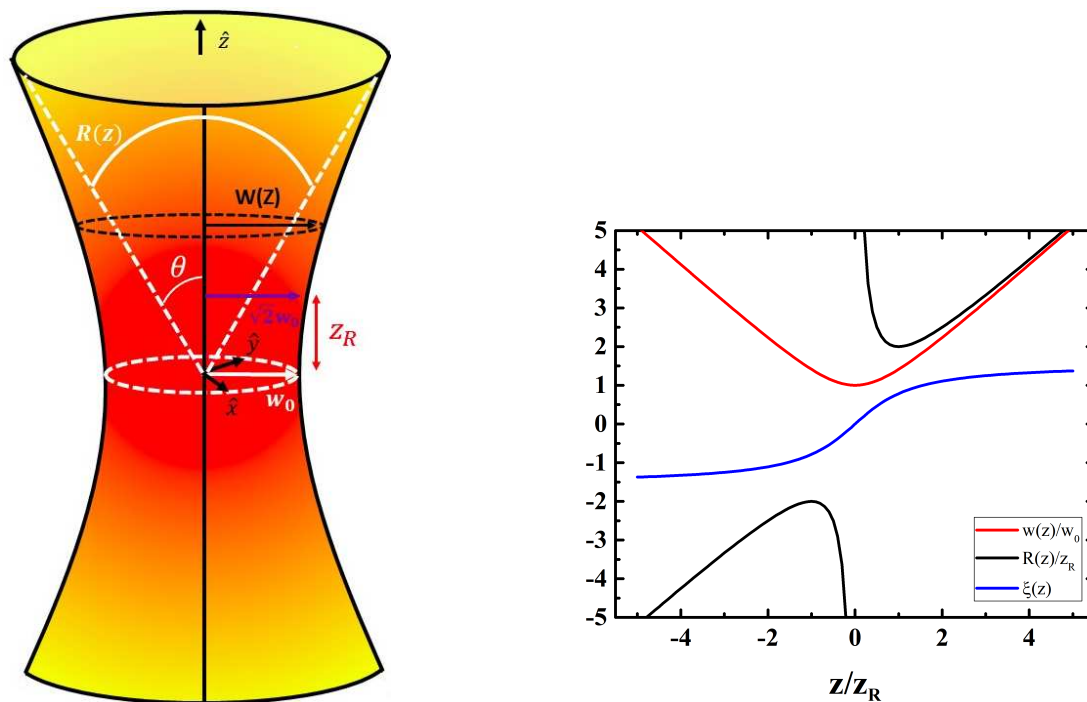 ẑ
R(z)
W(Z)
θ
√2w₀
z_R
ŷ
x̂
w₀
5
4
3
2
1
0
-1
-2
-3
-4
-5
-4 -2 0 2 4
z/z_R
w(z)/w₀
R(z)/z_R
ξ(z)